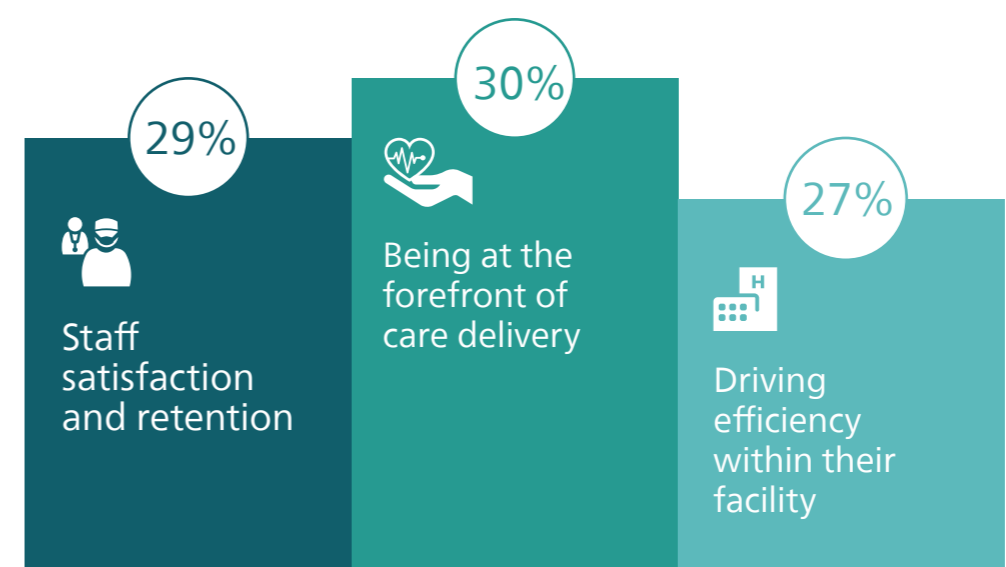 29%
Staff
satisfaction
and retention
30%
Being at the
forefront of
care delivery
27%
H
Driving
efficiency
within their
facility